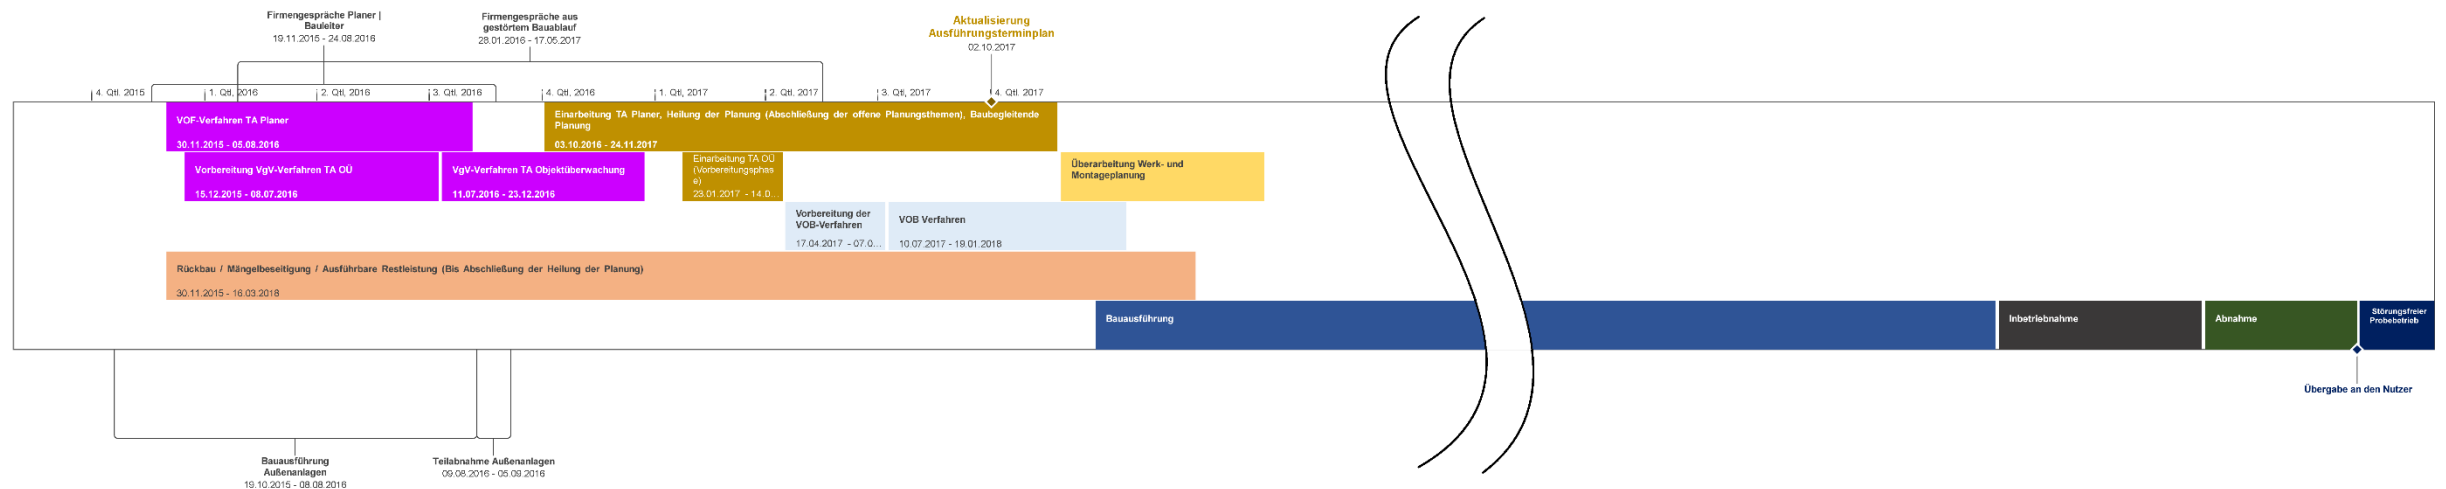 Firmengespräche Planer |
Bauleiter
19.11.2015 - 24.08.2016
Firmengespräche aus
gestörtem Bauablauf
28.01.2016 - 17.05.2017
Aktualisierung
Ausführungsterminplan
02.10.2017
4. Qtl. 2015
1. Qtl, 2016
2. Qtl, 2016
3. Qtl, 2016
4. Qtl, 2016
1. Qtl, 2017
2. Qtl. 2017
3. Qtl, 2017
4. Qtl. 2017
VOF-Verfahren TA Planer
30.11.2015 - 05.08.2016
Einarbeitung TA Planer, Heilung der Planung (Abschließung der offene Planungsthemen), Baubegleitende
Planung
03.10.2016 - 24.11.2017
Vorbereitung VgV-Verfahren TA OÜ
15.12.2015 - 08.07.2016
VgV-Verfahren TA Objektüberwachung
11.07.2016 - 23.12.2016
Einarbeitung TA OÜ
(Vorbereitungsphas
e)
23.01.2017 - 14.0...
Überarbeitung Werk- und
Montageplanung
Vorbereitung der
VOB-Verfahren
17.04.2017 - 07.0...
VOB Verfahren
10.07.2017 - 19.01.2018
Rückbau / Mängelbeseitigung / Ausführbare Restleistung (Bis Abschließung der Heilung der Planung)
30.11.2015 - 16.03.2018
Bauausführung
Inbetriebnahme
Abnahme
Störungsfreier
Probebetrieb
Übergabe an den Nutzer
Bauausführung
Außenanlagen
19.10.2015 - 08.08.2016
Teilabnahme Außenanlagen
09.08.2016 - 05.09.2016